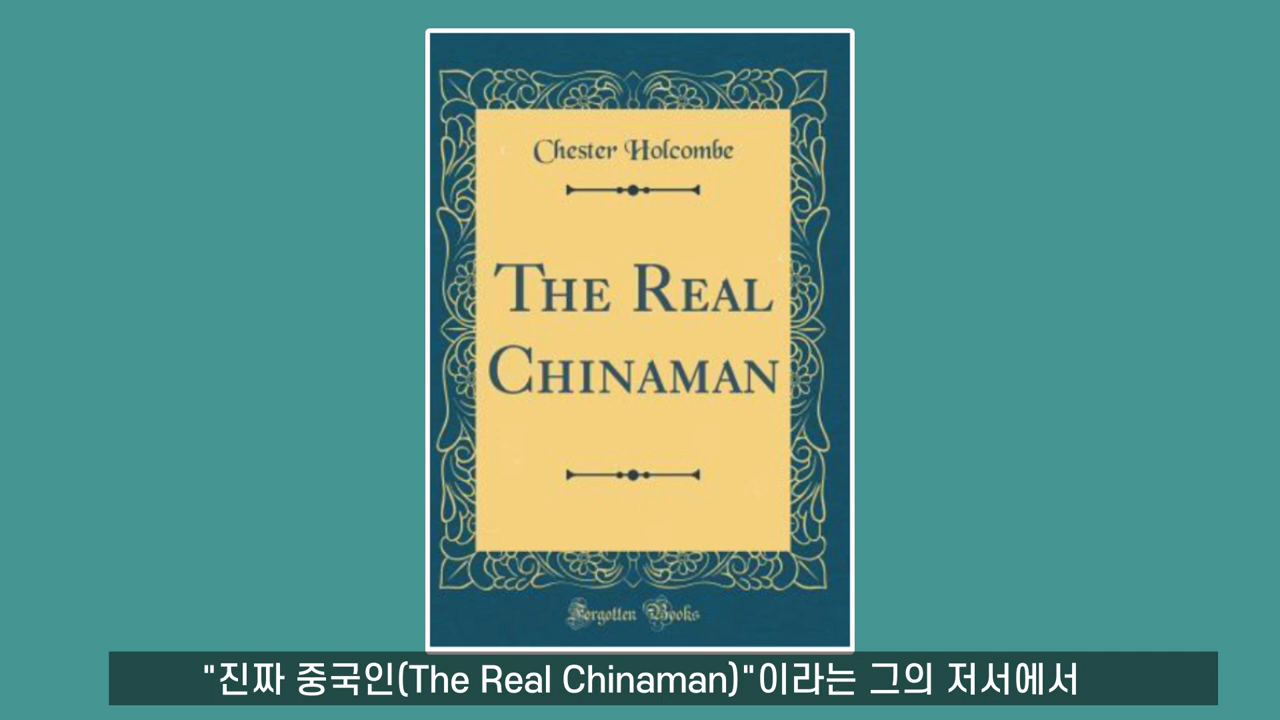 Chester Holcombe
THE REAL
CHINAMAN
Forgotten Books
"진짜 중국인(The Real Chinaman)"이라는 그의 저서에서